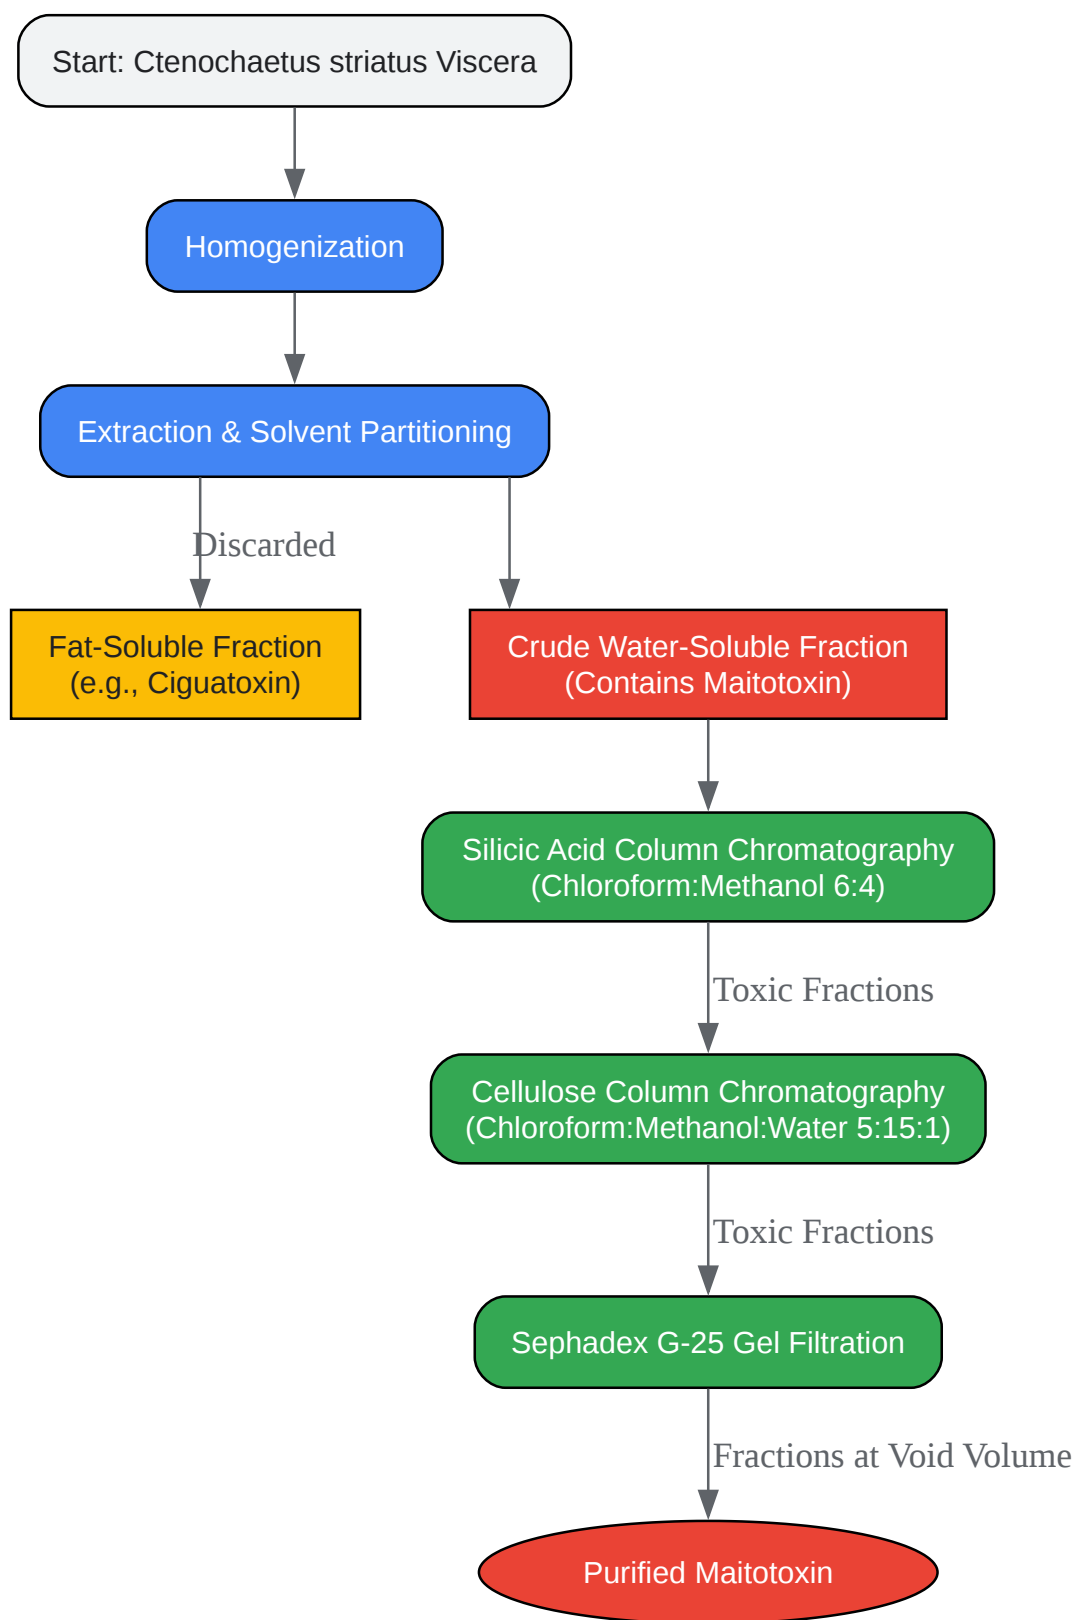 Start: Ctenochaetus striatus Viscera
Homogenization
Extraction & Solvent Partitioning
Discarded
Fat-Soluble Fraction
(e.g., Ciguatoxin)
Crude Water-Soluble Fraction
(Contains Maitotoxin)
Silicic Acid Column Chromatography
(Chloroform:Methanol 6:4)
Toxic Fractions
Cellulose Column Chromatography
(Chloroform:Methanol:Water 5:15:1)
Toxic Fractions
Sephadex G-25 Gel Filtration
Fractions at Void Volume
Purified Maitotoxin